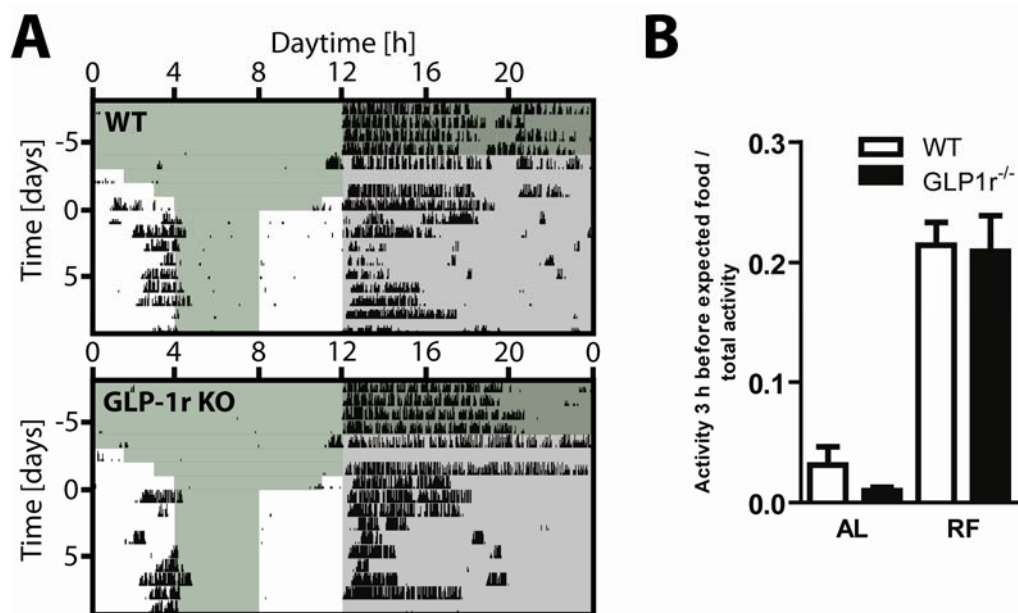 A
Daytime [h]
0 4 8 12 16 20
WT
Time [days]
-5
0
5
0 4 8 12 16 20 0
GLP-1r KO
Time [days]
-5
0
5
B
WT
GLP1r-/-
Activity 3 h before expected food /
total activity
0.3
0.2
0.1
0.0
AL RF